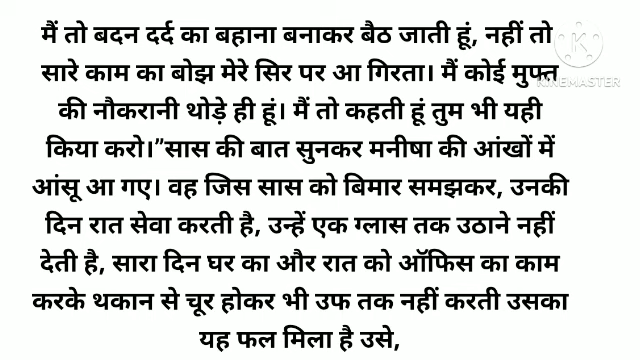 मैं तो बदन दर्द का बहाना बनाकर बैठ जाती हूं, नहीं तो
सारे काम का बोझ मेरे सिर पर आ गिरता। मैं कोई मुफ्त
की नौकरानी थोड़े ही हूं। मैं तो कहती हूं तुम भी यही
किया करो।”सास की बात सुनकर मनीषा की आंखों में
आंसू आ गए। वह जिस सास को बिमार समझकर, उनकी
दिन रात सेवा करती है, उन्हें एक ग्लास तक उठाने नहीं
देती है, सारा दिन घर का और रात को ऑफिस का काम
करके थकान से चूर होकर भी उफ तक नहीं करती उसका
यह फल मिला है उसे,
KINEMASTER